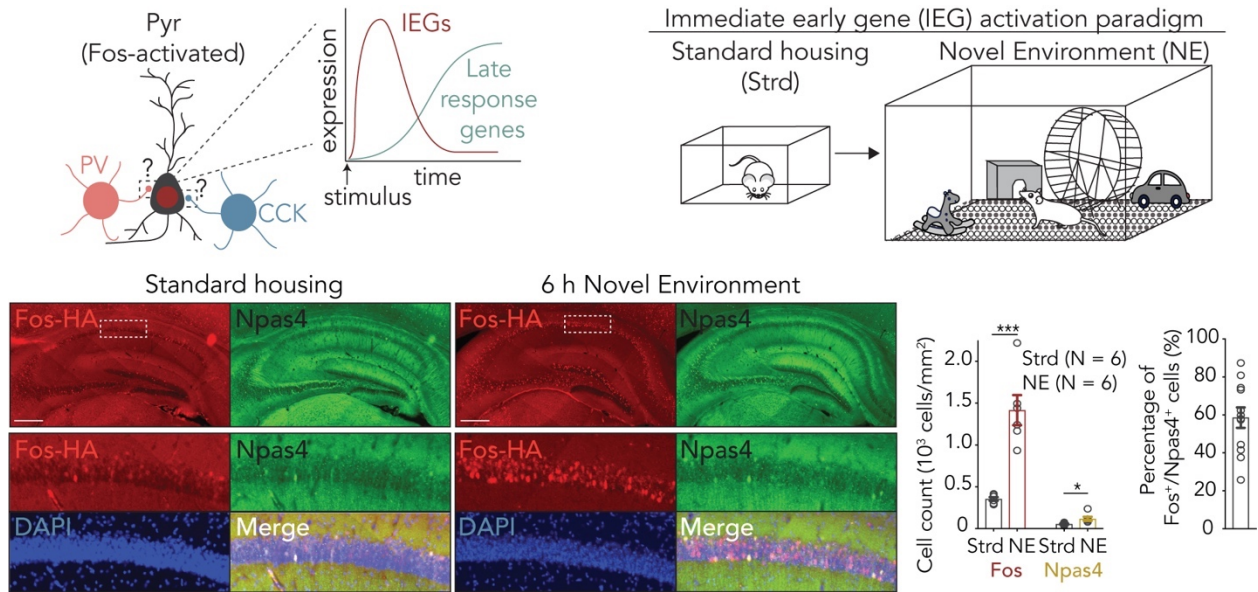 Pyr
(Fos-activated)
PV
?
?
CCK
expression
IEGs
Late
response
genes
stimulus
time
Immediate early gene (IEG) activation paradigm
Standard housing
(Strd)
Novel Environment (NE)
Standard housing
6 h Novel Environment
Fos-HA
Npas4
Fos-HA
Npas4
Fos-HA
Npas4
Fos-HA
Npas4
DAPI
Merge
DAPI
Merge
Cell count (10³ cells/mm²)
2.0
1.5
1.0
0.5
0
***
Strd (N = 6)
NE (N = 6)
*
Strd NE
Strd NE
Fos
Npas4
Percentage of
Fos⁺/Npas4⁺ cells (%)
100
80
60
40
20
0